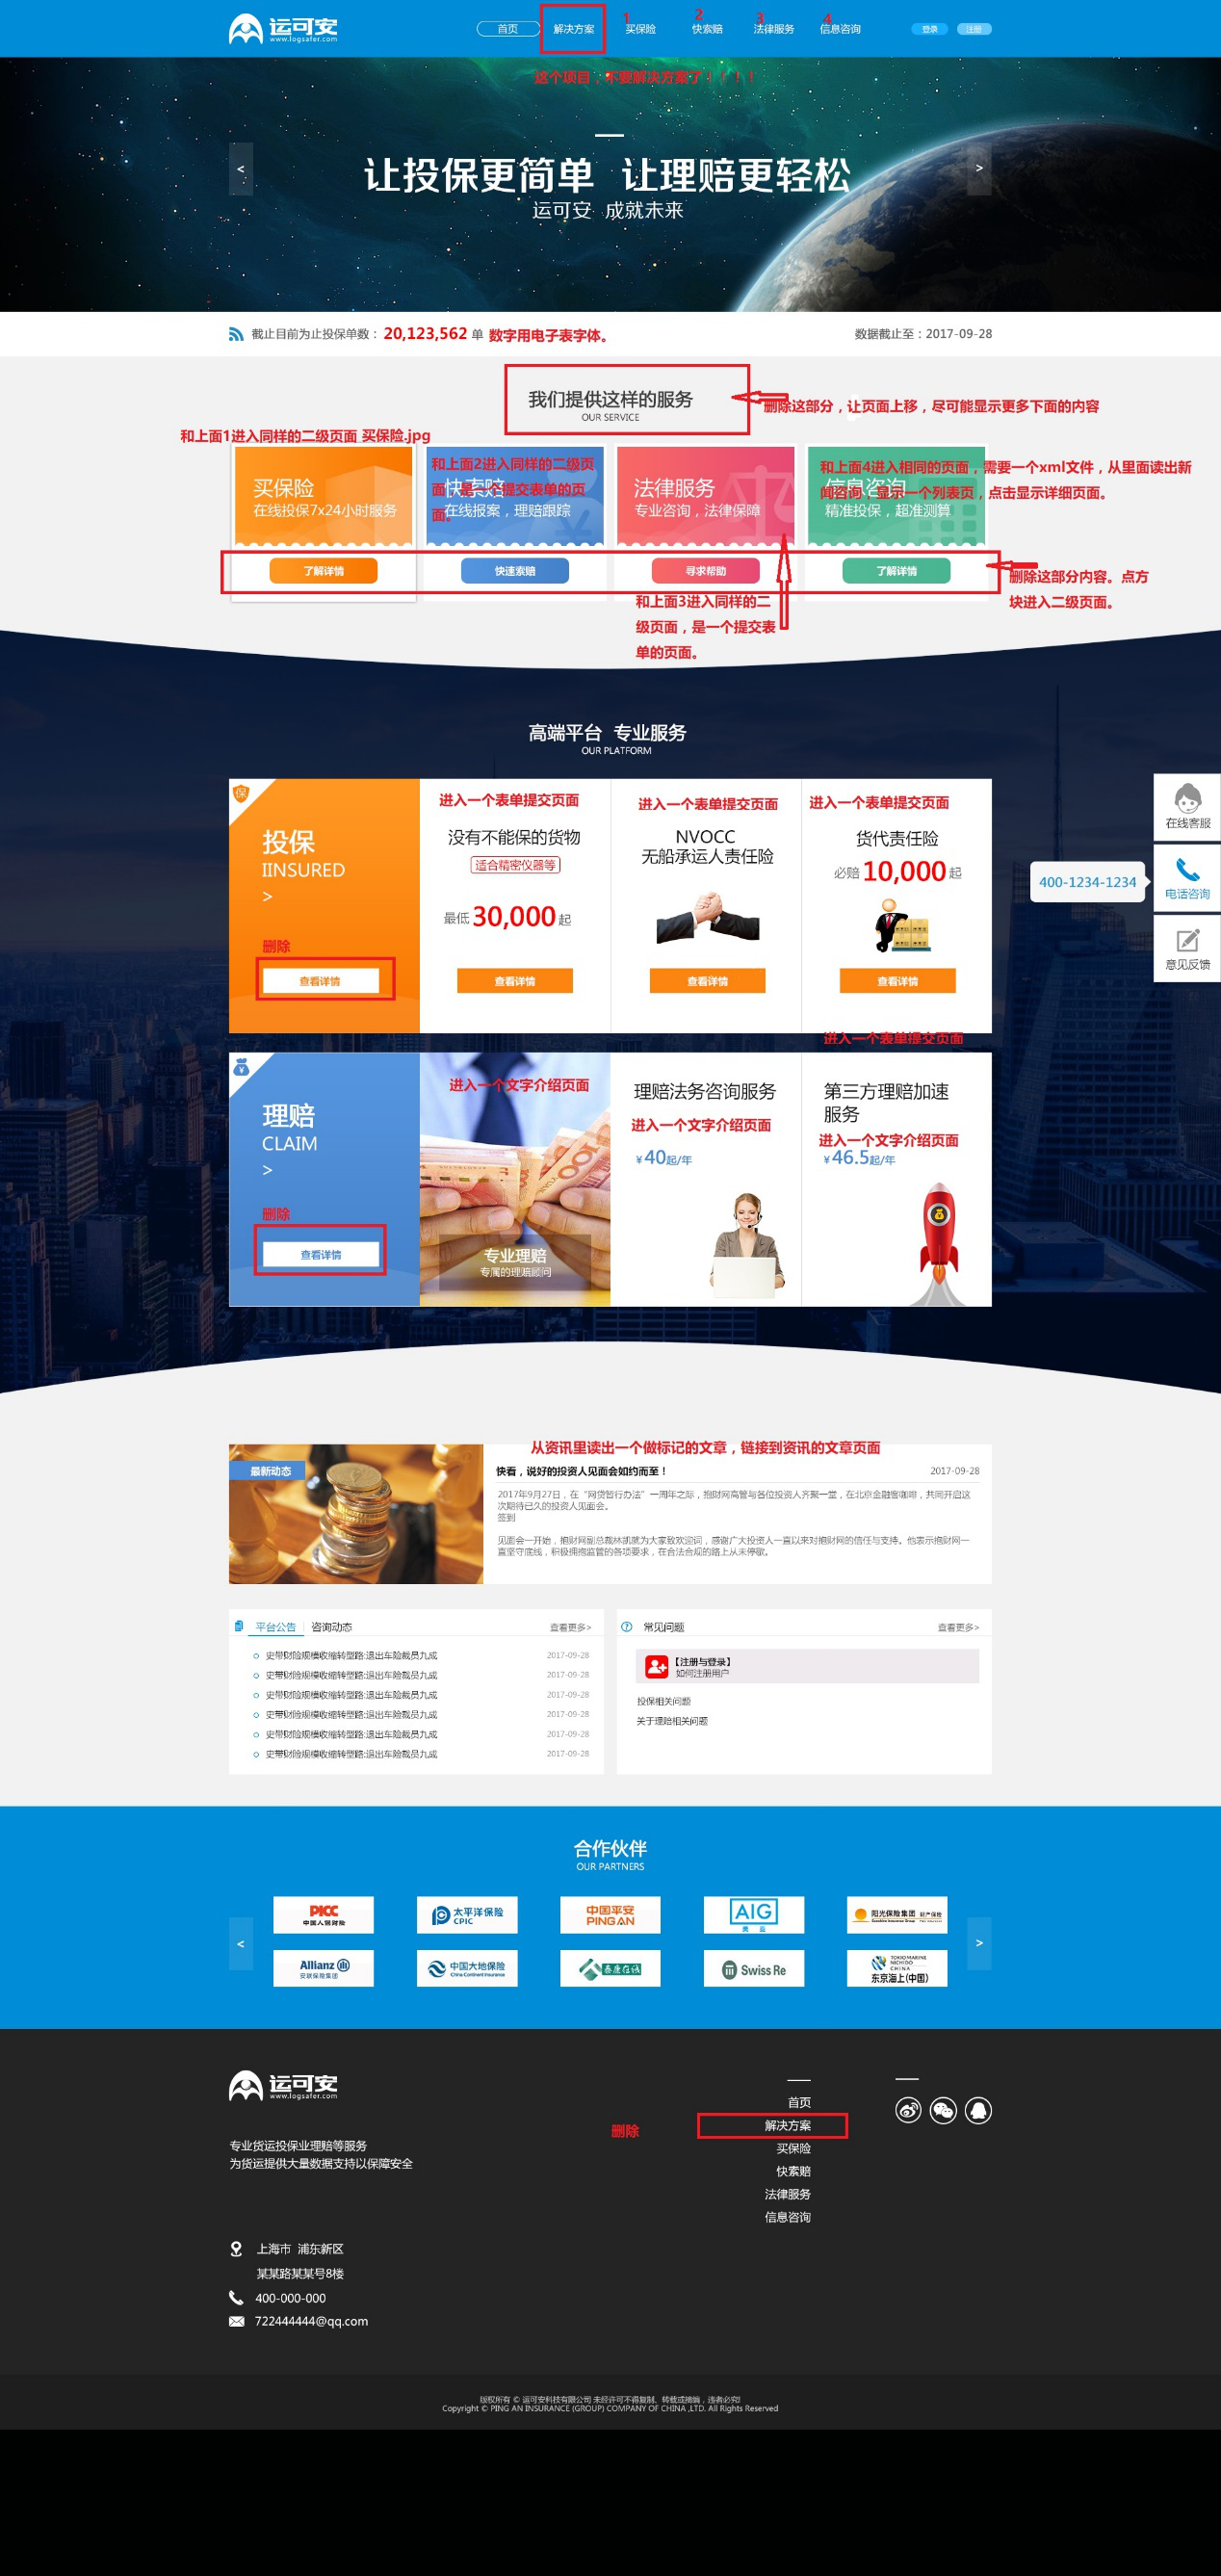 运可安
www.logsafer.com
首页
解决方案
1
买保险
2
快索赔
3
法律服务
4
信息咨询
登录
注册
这个项目，不要解决方案了！！！！
让投保更简单 让理赔更轻松
运可安 成就未来
<
>
截止目前为止投保单数：20,123,562 单
数字用电子表字体。
数据截止至：2017-09-28
我们提供这样的服务
OUR SERVICE
删除这部分，让页面上移，尽可能显示更多下面的内容
和上面1进入同样的二级页面 买保险.jpg
买保险
在线投保7x24小时服务
了解详情
和上面2进入同样的二级页
面，是一个提交表单的页
面。
快索赔
在线报案，理赔跟踪
快速索赔
法律服务
专业咨询，法律保障
寻求帮助
和上面3进入同样的二
级页面，是一个提交表
单的页面。
和上面4进入相同的页面，需要一个xml文件，从里面读出新
闻咨询，显示一个列表页，点击显示详细页面。
信息咨询
精准投保，超准测算
了解详情
删除这部分内容。点方
块进入二级页面。
高端平台 专业服务
OUR PLATFORM
保
投保
IINSURED
>
删除
查看详情
进入一个表单提交页面
没有不能保的货物
适合精密仪器等
最低 30,000 起
查看详情
进入一个表单提交页面
NVOCC
无船承运人责任险
查看详情
进入一个表单提交页面
货代责任险
必赔 10,000 起
查看详情
在线客服
400-1234-1234
电话咨询
意见反馈
进入一个表单提交页面
理赔
CLAIM
>
删除
查看详情
进入一个文字介绍页面
专业理赔
专属的理赔顾问
理赔法务咨询服务
进入一个文字介绍页面
¥40起/年
第三方理赔加速
服务
进入一个文字介绍页面
¥46.5起/年
从资讯里读出一个做标记的文章，链接到资讯的文章页面
最新动态
快看，说好的投资人见面会如约而至！
2017-09-28
2017年9月27日，在“网贷暂行办法”一周年之际，抱财网高管与各位投资人齐聚一堂，在北京金融客咖啡，共同开启这
次期待已久的投资人见面会。
签到
见面会一开始，抱财网副总裁林凯就为大家致欢迎词，感谢广大投资人一直以来对抱财网的信任与支持。他表示抱财网一
直坚守底线，积极拥抱监管的各项要求，在合法合规的路上从未停歇。
平台公告
咨询动态
查看更多>
史带财险规模收缩转型路:退出车险裁员九成 2017-09-28
史带财险规模收缩转型路:退出车险裁员九成 2017-09-28
史带财险规模收缩转型路:退出车险裁员九成 2017-09-28
史带财险规模收缩转型路:退出车险裁员九成 2017-09-28
史带财险规模收缩转型路:退出车险裁员九成 2017-09-28
史带财险规模收缩转型路:退出车险裁员九成 2017-09-28
常见问题
查看更多>
【注册与登录】
如何注册用户
投保相关问题
关于理赔相关问题
合作伙伴
OUR PARTNERS
<
>
PICC
中国人保财险
太平洋保险
CPIC
中国平安
PING AN
AIG
美亚
阳光保险集团 财产保险
Sunshine Insurance Group
Allianz
安联保险集团
中国大地保险
China Continent Insurance
泰康在线
Swiss Re
TOKIO MARINE
NICHIDO
CHINA
东京海上(中国)
运可安
www.logsafer.com
专业货运投保业理赔等服务
为货运提供大量数据支持以保障安全
首页
删除
解决方案
买保险
快索赔
法律服务
信息咨询
上海市 浦东新区
某某路某某号8楼
400-000-000
722444444@qq.com
版权所有 © 运可安科技有限公司 未经许可不得复制、转载或摘编，违者必究!
Copyright © PING AN INSURANCE (GROUP) COMPANY OF CHINA ,LTD. All Rights Reserved